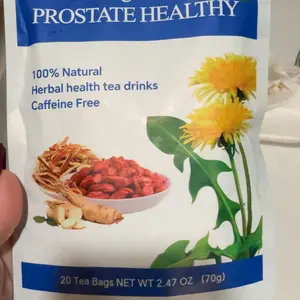 PROSTATE HEALTHY
100% Natural
Herbal health tea drinks
Caffeine Free
20 Tea Bags NET WT 2.47 OZ (70g)